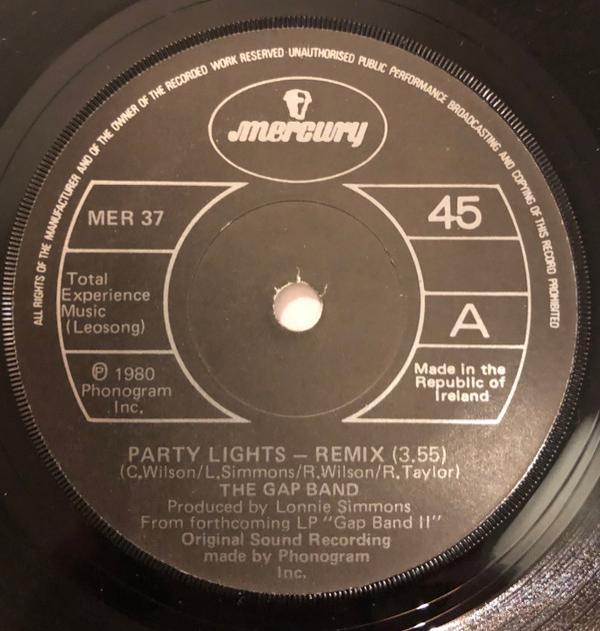 ALL RIGHTS OF THE MANUFACTURER AND OF THE OWNER OF THE RECORDED WORK RESERVED·UNAUTHORISED PUBLIC PERFORMANCE BROADCASTING AND COPYING OF THIS RECORD PROHIBITED
mercury
MER 37
Total
Experience
Music
(Leosong)
℗ 1980
Phonogram
Inc.
45
A
Made in the
Republic of
Ireland
PARTY LIGHTS – REMIX (3.55)
(C.Wilson/L.Simmons/R.Wilson/R.Taylor)
THE GAP BAND
Produced by Lonnie Simmons
From forthcoming LP "Gap Band II"
Original Sound Recording
made by Phonogram
Inc.